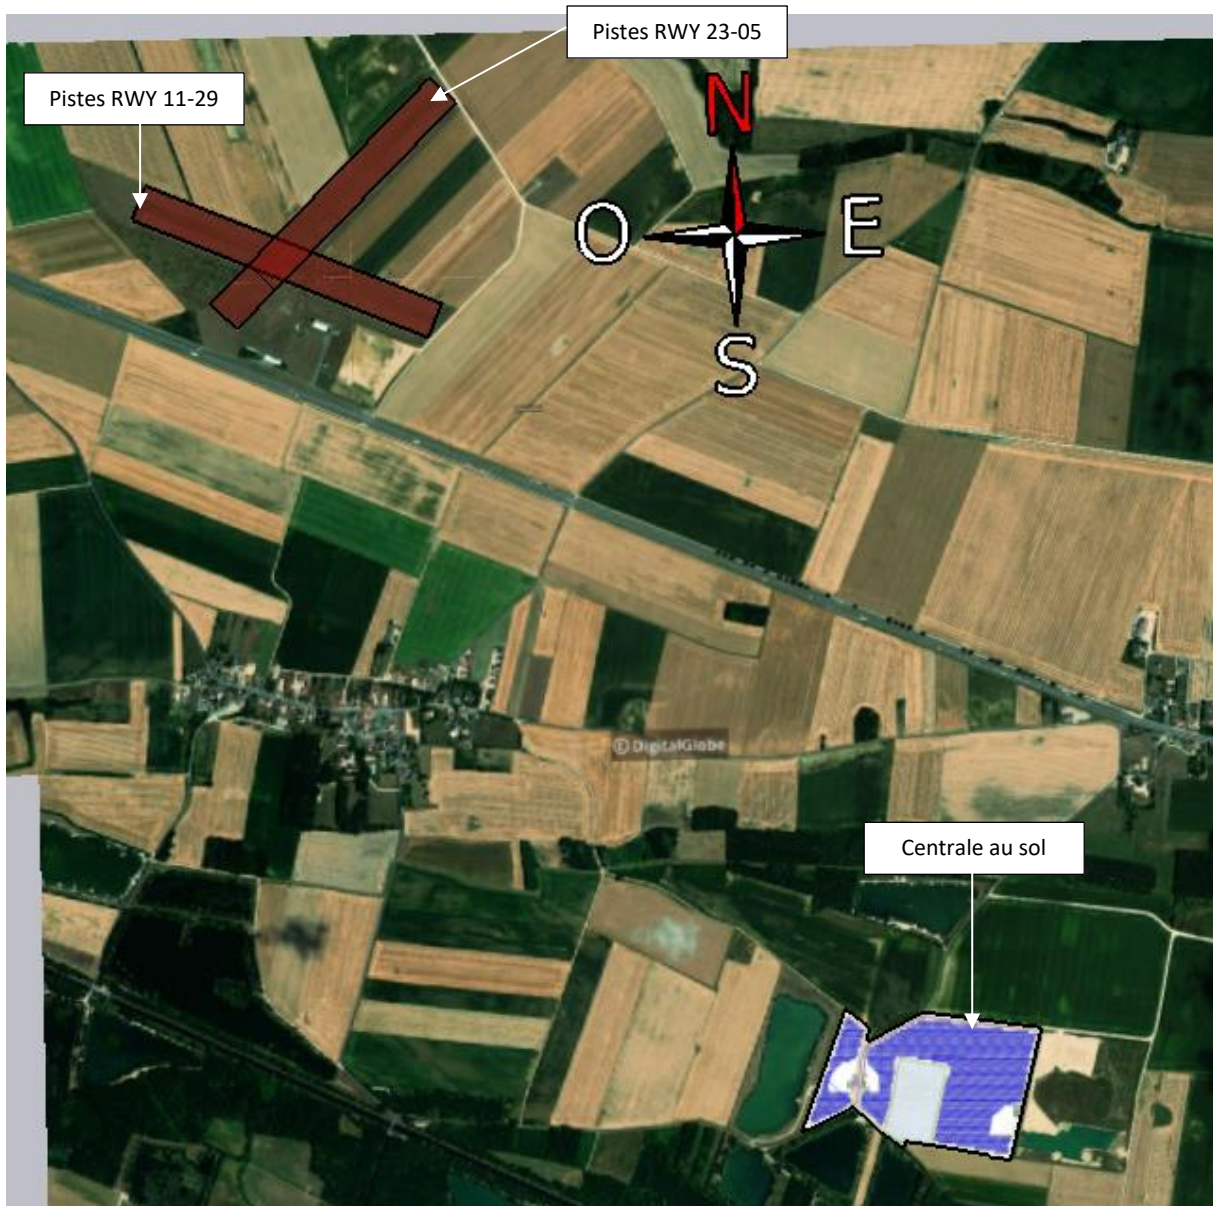 Pistes RWY 23-05
Pistes RWY 11-29
N
O
E
S
© DigitalGlobe
Centrale au sol